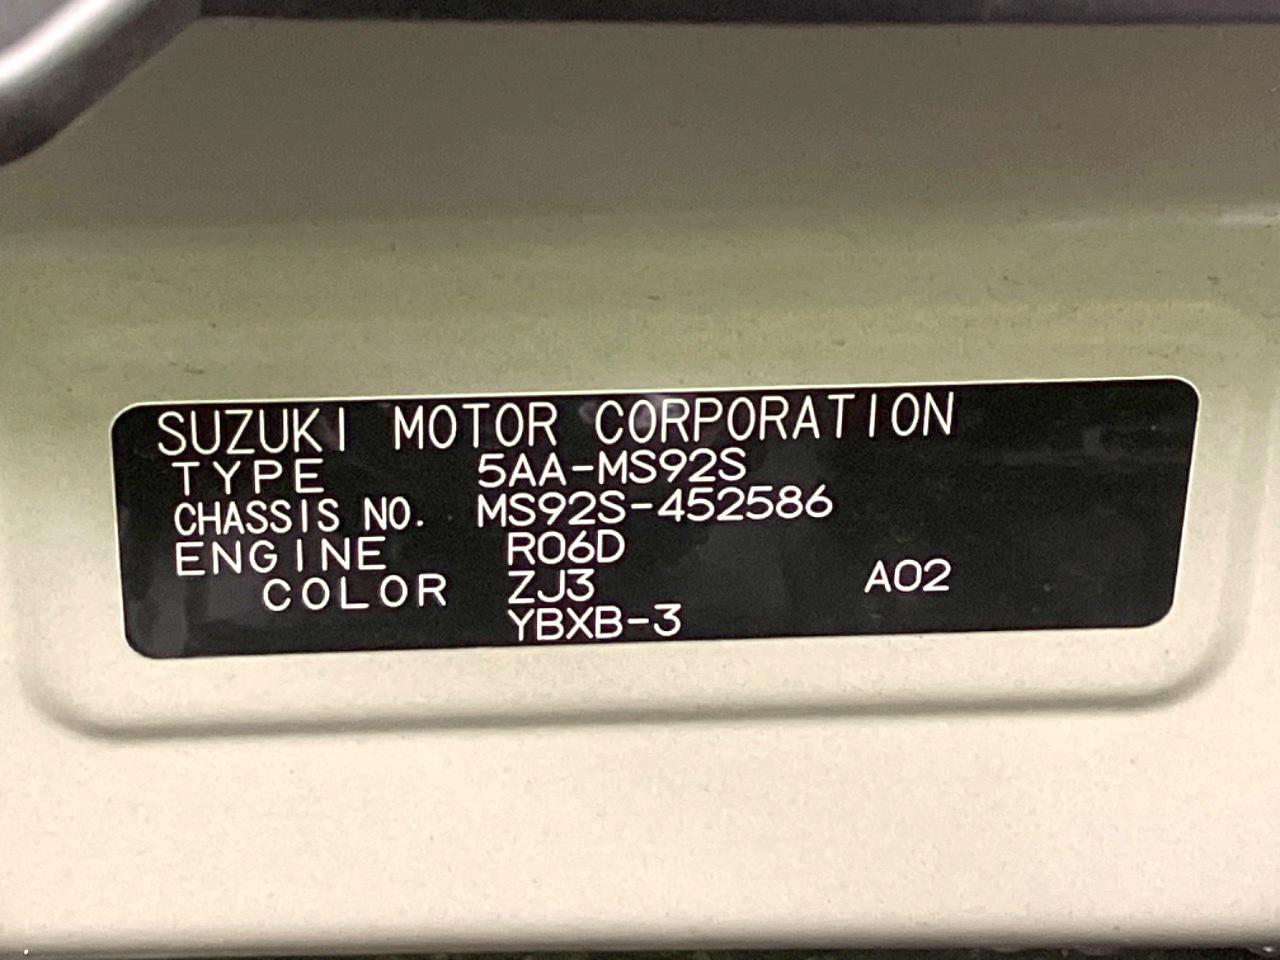 SUZUKI MOTOR CORPORATION
TYPE 5AA-MS92S
CHASSIS NO. MS92S-452586
ENGINE R06D
COLOR ZJ3 A02
YBXB-3